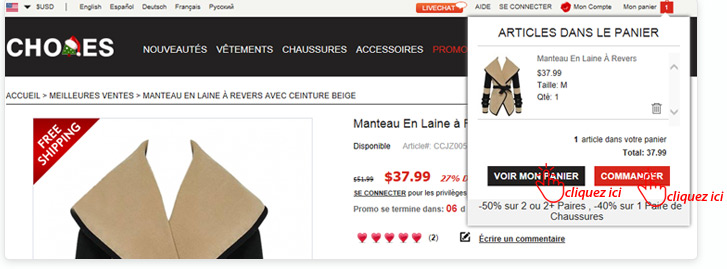 $USD English Español Deutsch Français Русский LIVECHAT AIDE SE CONNECTER Mon Compte Mon panier 1
CHOIES NOUVEAUTÉS VÊTEMENTS CHAUSSURES ACCESSOIRES PROMO
ACCUEIL > MEILLEURES VENTES > MANTEAU EN LAINE À REVERS AVEC CEINTURE BEIGE
FREE SHIPPING
Manteau En Laine à R
Disponible Article#: CCJZ005
$51.99 $37.99 27%
SE CONNECTER pour les privilèges
Promo se termine dans: 06 d
(2) Écrire un commentaire
ARTICLES DANS LE PANIER
Manteau En Laine À Revers
$37.99
Taille: M
Qté: 1
1 article dans votre panier
Total: 37.99
VOIR MON PANIER COMMANDER
cliquez ici cliquez ici
-50% sur 2 ou 2+ Paires , -40% sur 1 Paire de
Chaussures